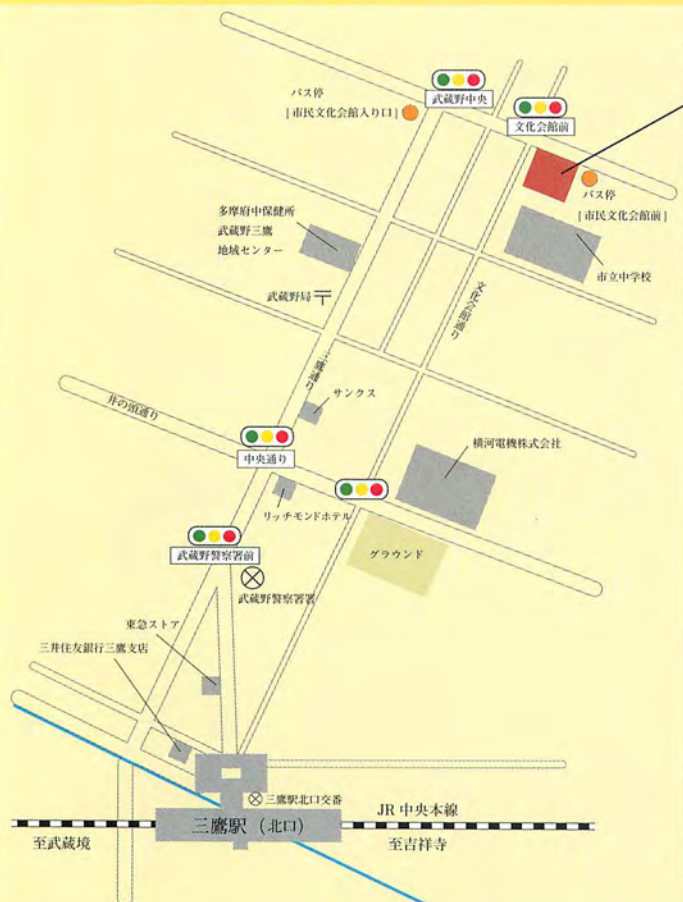 武蔵野中央
バス停
[市民文化会館入り口]
文化会館前
バス停
[市民文化会館前]
多摩府中保健所
武蔵野三鷹
地域センター
市立中学校
武蔵野局〒
文化会館通り
三鷹通り
サンクス
井の頭通り
中央通り
横河電機株式会社
リッチモンドホテル
武蔵野警察署前
グラウンド
武蔵野警察署署
東急ストア
三井住友銀行三鷹支店
三鷹駅北口交番
JR 中央本線
三鷹駅 (北口)
至武蔵境
至吉祥寺